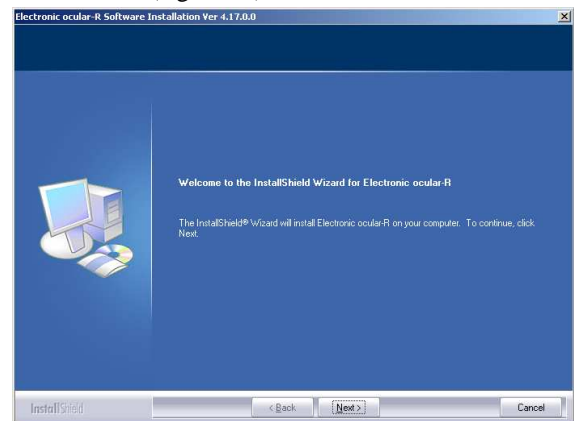 Electronic ocular-R Software Installation Ver 4.17.0.0
Welcome to the InstallShield Wizard for Electronic ocular-R
The InstallShield® Wizard will install Electronic ocular-R on your computer. To continue, click
Next.
InstallShield
< Back
Next >
Cancel